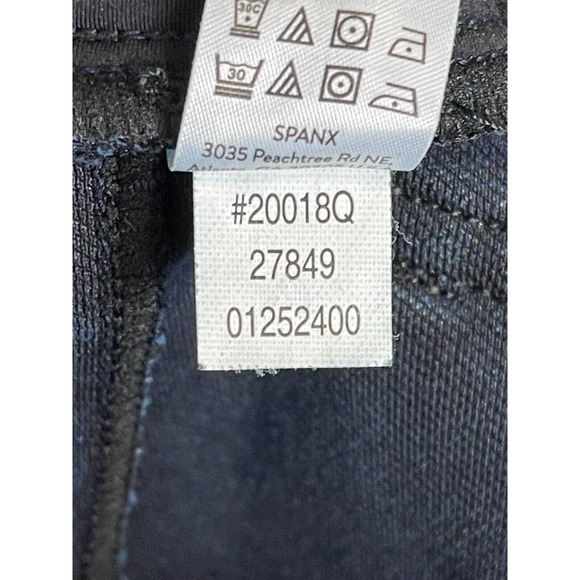 30C
30
SPANX
3035 Peachtree Rd NE,
#20018Q
27849
01252400